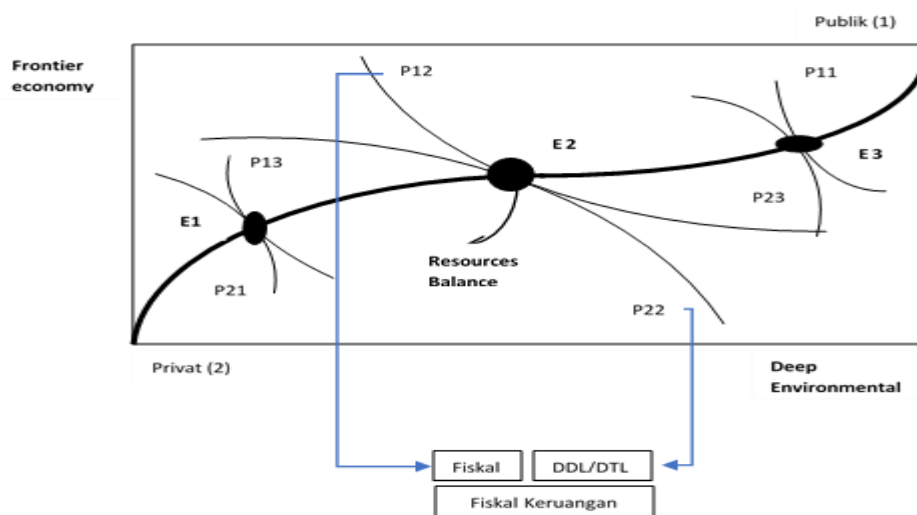 Publik (1)
Frontier
economy
P12
P11
E2
E3
P13
E1
P23
Resources
Balance
P21
P22
Privat (2)
Deep
Environmental
Fiskal
DDL/DTL
Fiskal Keruangan